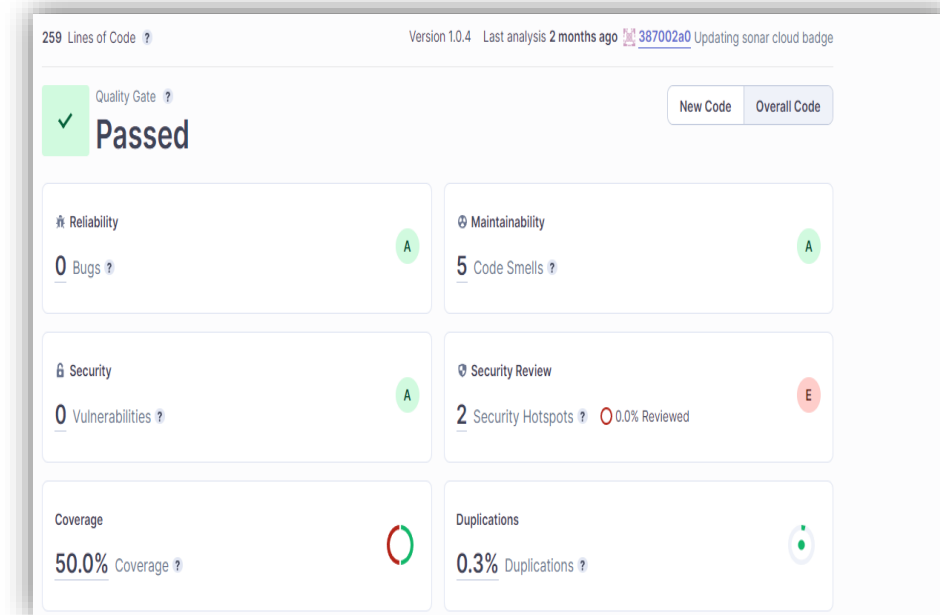 259 Lines of Code ?
Version 1.0.4 Last analysis 2 months ago 387002a0 Updating sonar cloud badge
Quality Gate ?
Passed
New Code Overall Code
Reliability
0 Bugs ?
A
Maintainability
5 Code Smells ?
A
Security
0 Vulnerabilities ?
A
Security Review
2 Security Hotspots ? 0.0% Reviewed
E
Coverage
50.0% Coverage ?
Duplications
0.3% Duplications ?